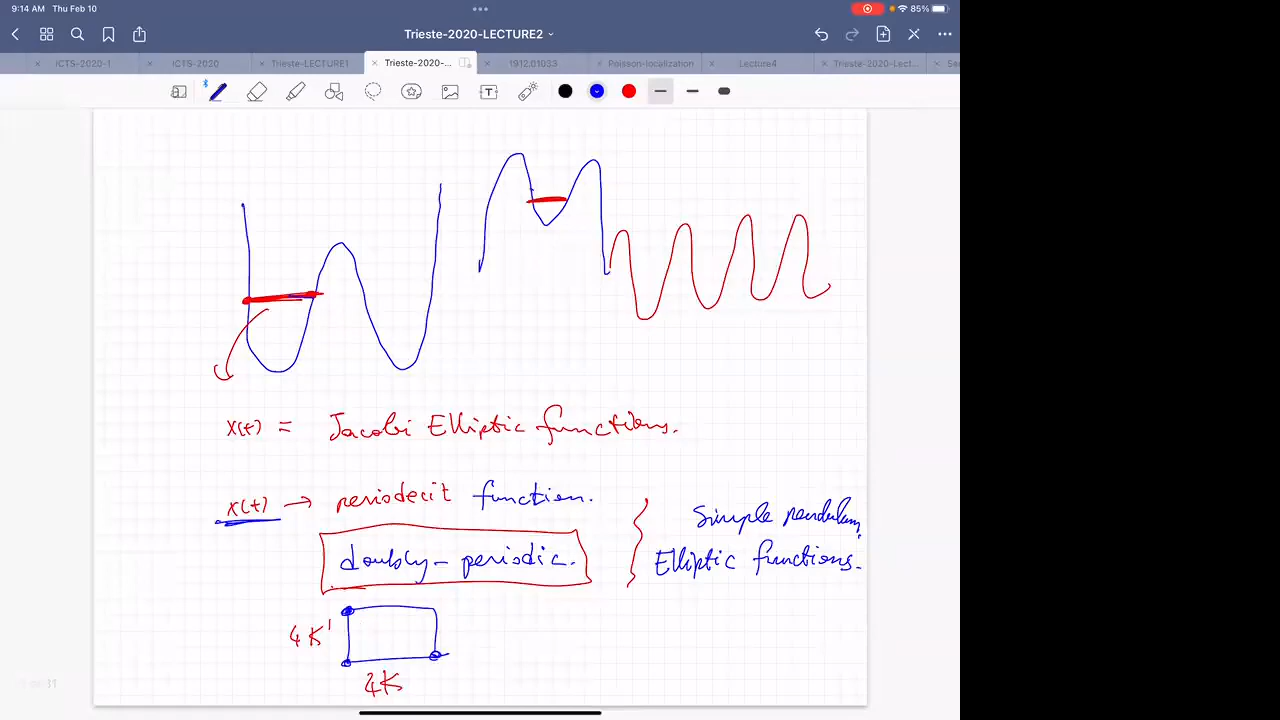 9:14 AM Thu Feb 10
85%
Trieste-2020-LECTURE2
ICTS-2020-1
ICTS-2020
Trieste-LECTURE1
Trieste-2020-...
1912.01033
Poisson-localization
Lecture4
Trieste-2020-Lect...
Se
T
x(t) = Jacobi Elliptic functions.
x(t) → periodecit function.
doubly - periodic.
Simple pendulum,
Elliptic functions.
4K'
4K